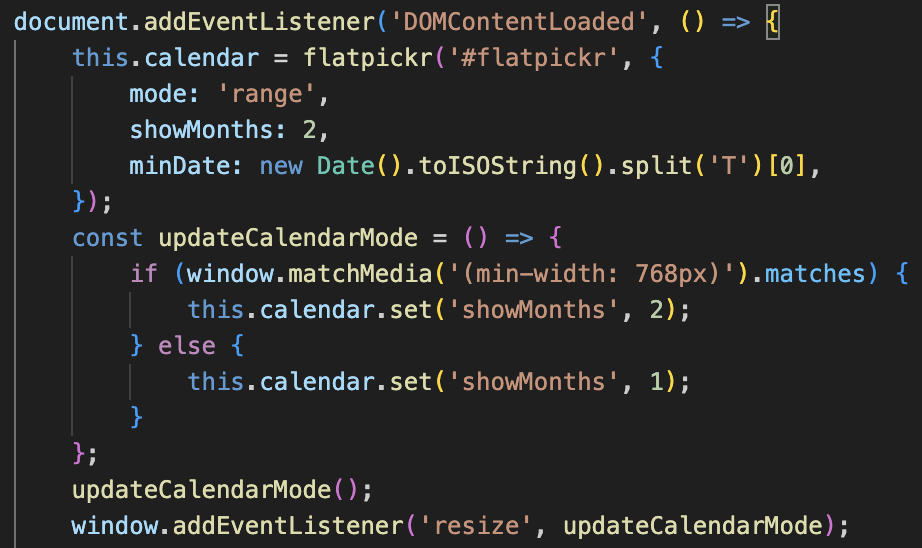 document.addEventListener('DOMContentLoaded', () => {
    this.calendar = flatpickr('#flatpickr', {
        mode: 'range',
        showMonths: 2,
        minDate: new Date().toISOString().split('T')[0],
    });
    const updateCalendarMode = () => {
        if (window.matchMedia('(min-width: 768px)').matches) {
            this.calendar.set('showMonths', 2);
        } else {
            this.calendar.set('showMonths', 1);
        }
    };
    updateCalendarMode();
    window.addEventListener('resize', updateCalendarMode);